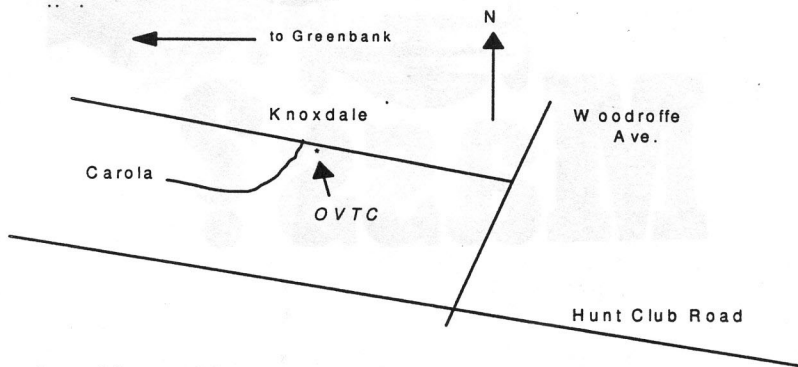 N
to Greenbank
Knoxdale
Woodroffe
Ave.
Carola
OVTC
Hunt Club Road